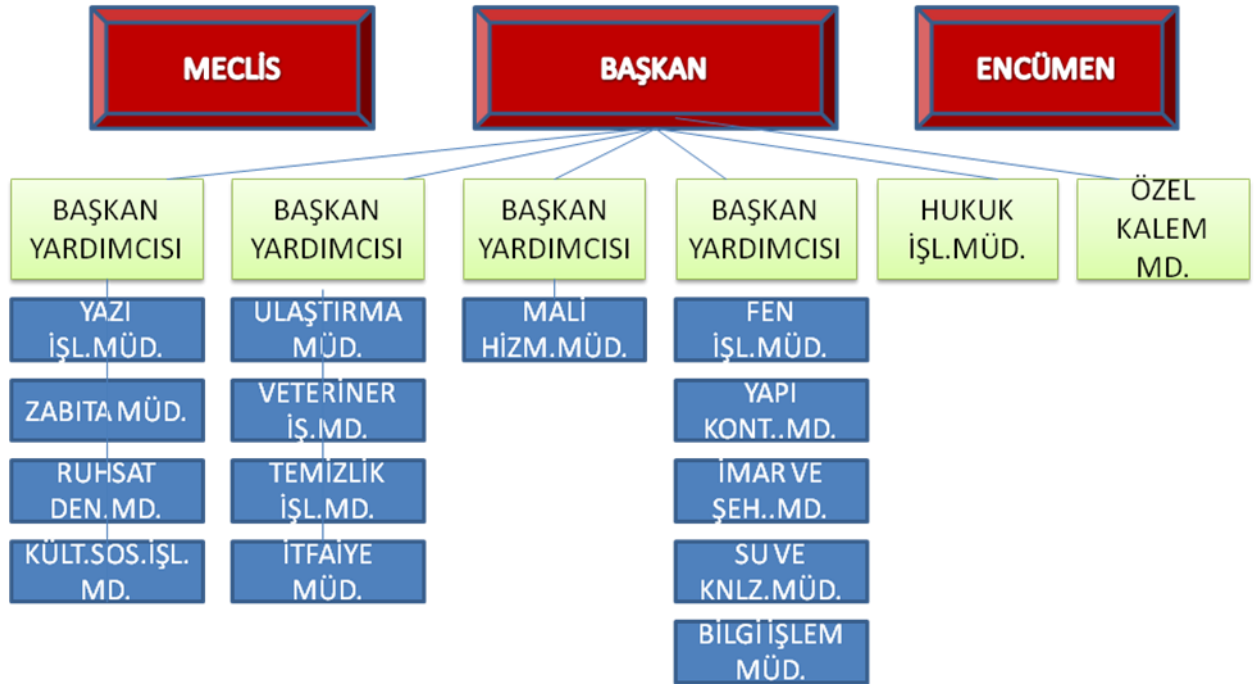 MECLİS
BAŞKAN
ENCÜMEN
BAŞKAN
YARDIMCISI
BAŞKAN
YARDIMCISI
BAŞKAN
YARDIMCISI
BAŞKAN
YARDIMCISI
HUKUK
İŞL.MÜD.
ÖZEL
KALEM
MD.
YAZI
İŞL.MÜD.
ZABITA MÜD.
RUHSAT
DEN.MD.
KÜLT.SOS.İŞL.
MD.
ULAŞTIRMA
MÜD.
VETERİNER
İŞ.MD.
TEMİZLİK
İŞL.MD.
İTFAİYE
MÜD.
MALİ
HİZM.MÜD.
FEN
İŞL.MÜD.
YAPI
KONT..MD.
İMAR VE
ŞEH..MD.
SU VE
KNLZ.MÜD.
BİLGİ İŞLEM
MÜD.